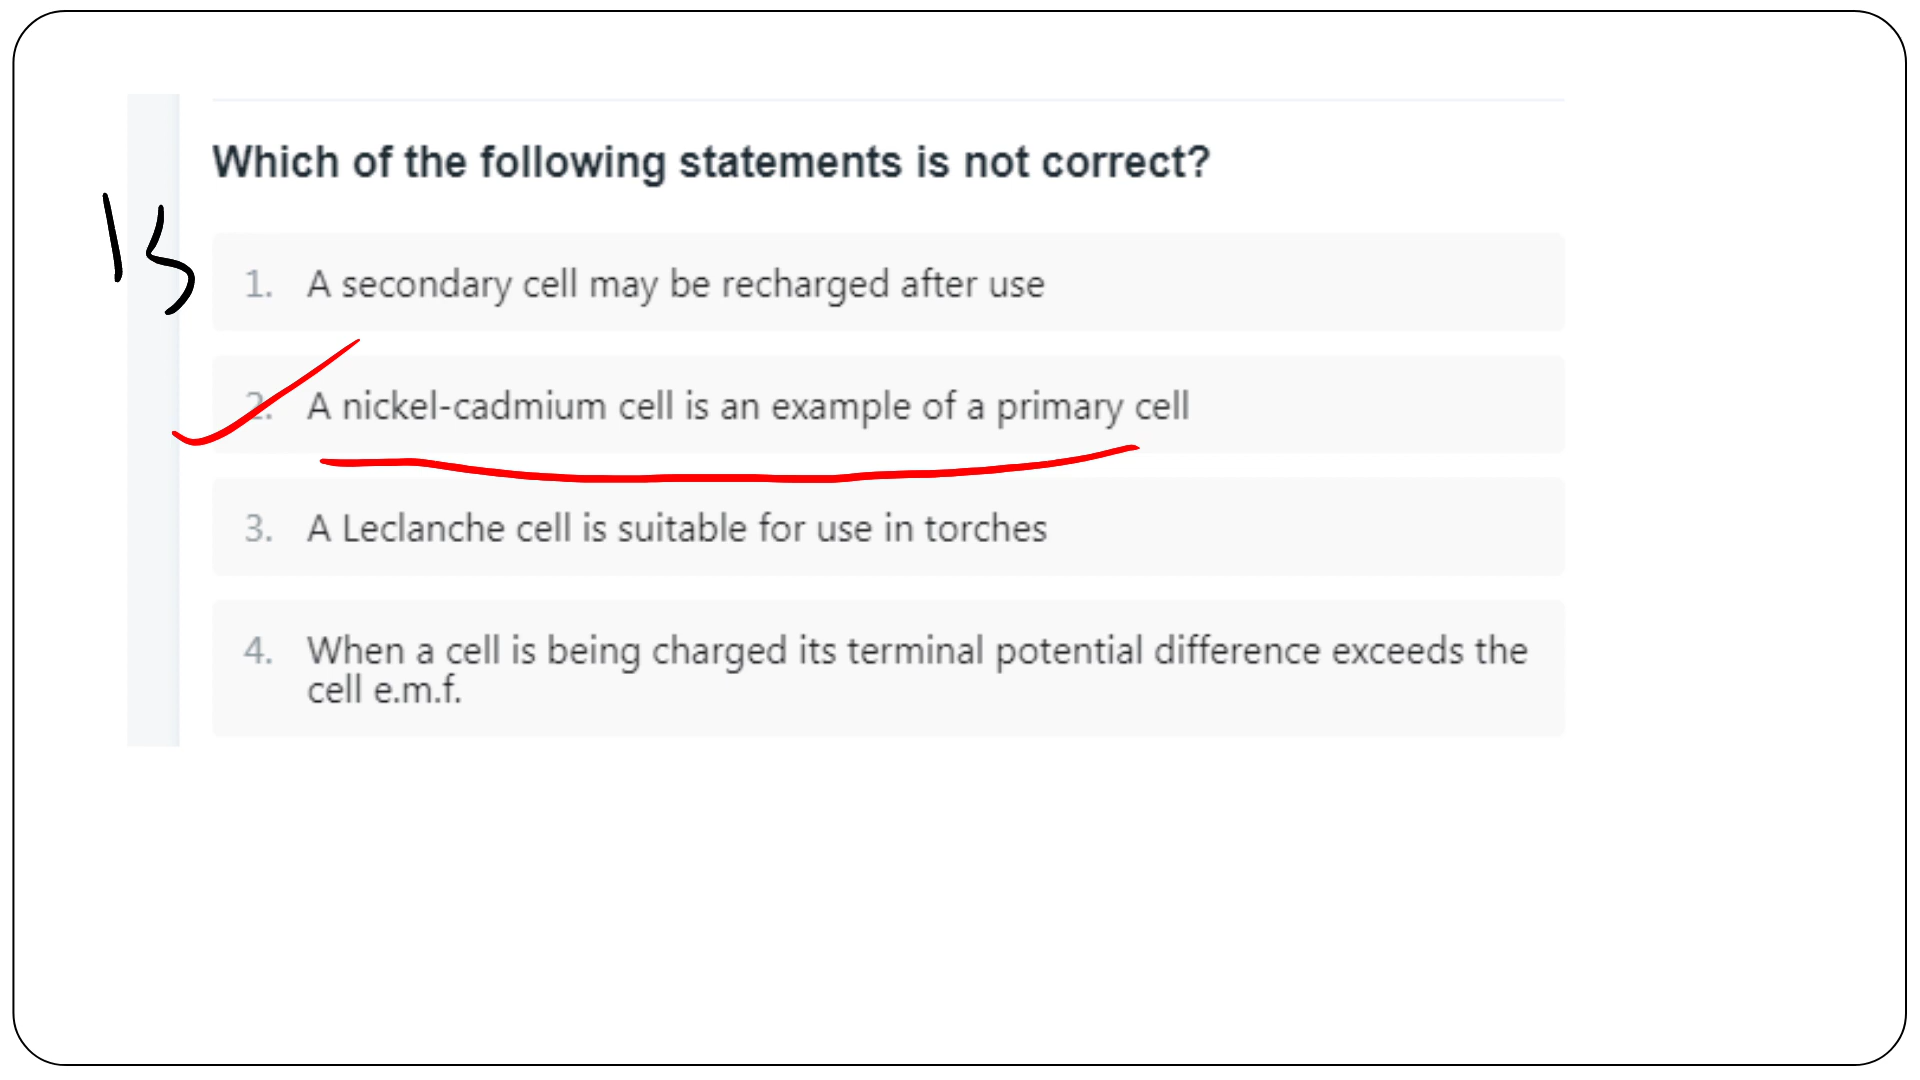 Which of the following statements is not correct?
15
1. A secondary cell may be recharged after use
2. A nickel-cadmium cell is an example of a primary cell
3. A Leclanche cell is suitable for use in torches
4. When a cell is being charged its terminal potential difference exceeds the
cell e.m.f.